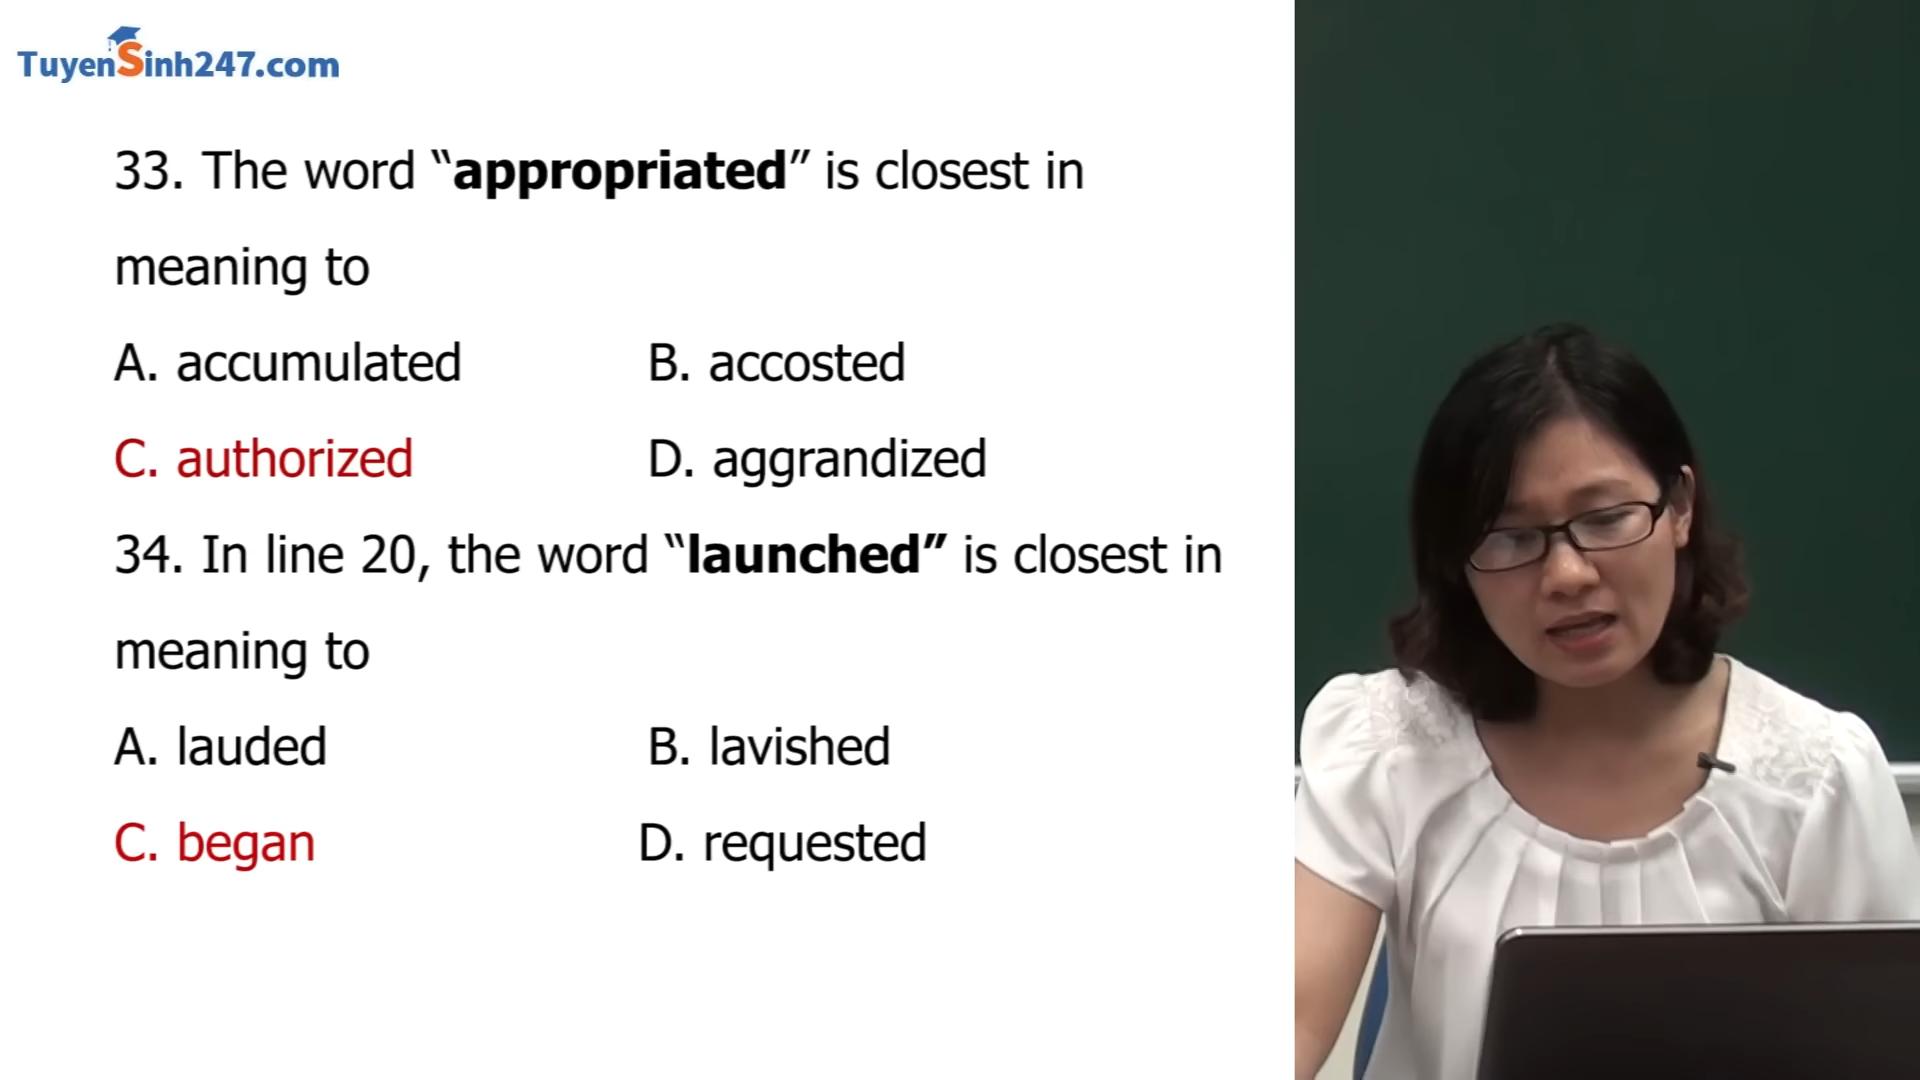 TuyenSinh247.com
33. The word “appropriated” is closest in
meaning to
A. accumulated B. accosted
C. authorized D. aggrandized
34. In line 20, the word “launched” is closest in
meaning to
A. lauded B. lavished
C. began D. requested